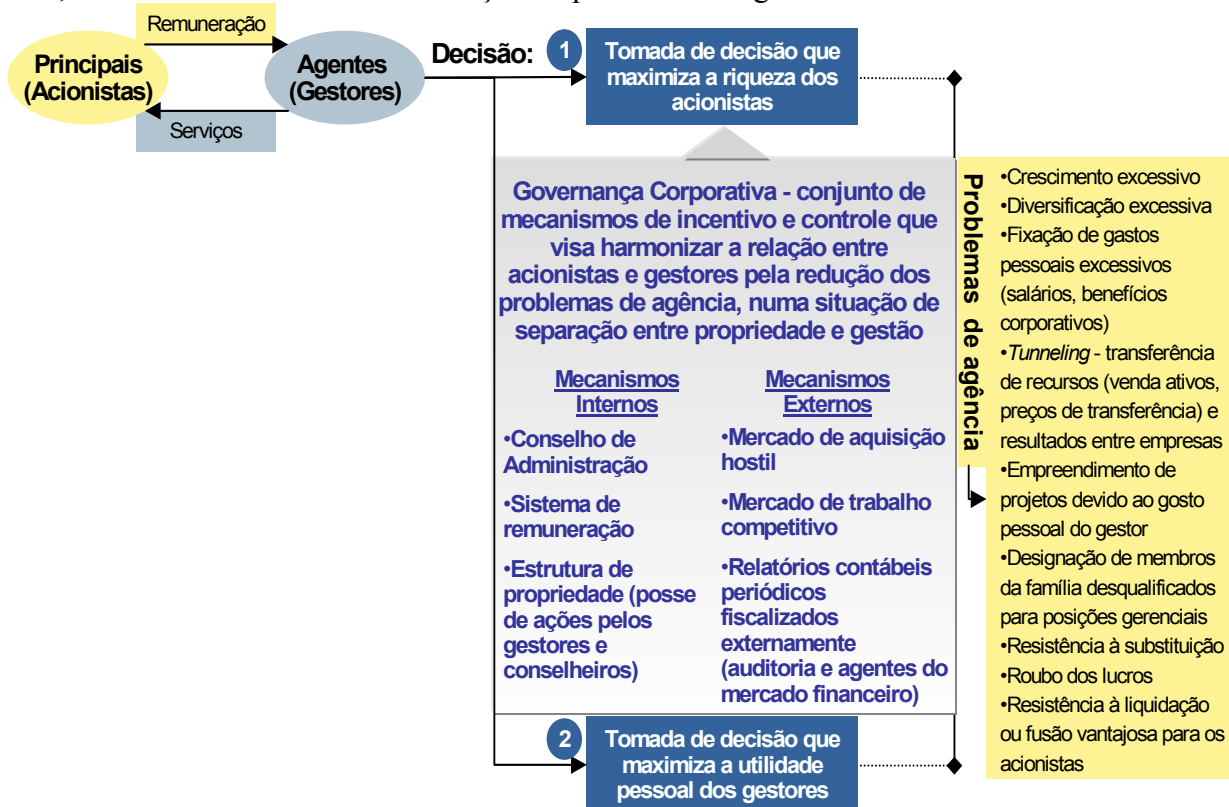 Remuneração
Principais
(Acionistas)
Agentes
(Gestores)
Serviços
Decisão:
1
Tomada de decisão que
maximiza a riqueza dos
acionistas
Governança Corporativa - conjunto de
mecanismos de incentivo e controle que
visa harmonizar a relação entre
acionistas e gestores pela redução dos
problemas de agência, numa situação de
separação entre propriedade e gestão
Mecanismos
Internos
•Conselho de
Administração
•Sistema de
remuneração
•Estrutura de
propriedade (posse
de ações pelos
gestores e
conselheiros)
Mecanismos
Externos
•Mercado de aquisição
hostil
•Mercado de trabalho
competitivo
•Relatórios contábeis
periódicos
fiscalizados
externamente
(auditoria e agentes do
mercado financeiro)
2
Tomada de decisão que
maximiza a utilidade
pessoal dos gestores
Problemas de agência
•Crescimento excessivo
•Diversificação excessiva
•Fixação de gastos
pessoais excessivos
(salários, benefícios
corporativos)
•Tunneling - transferência
de recursos (venda ativos,
preços de transferência) e
resultados entre empresas
•Empreendimento de
projetos devido ao gosto
pessoal do gestor
•Designação de membros
da família desqualificados
para posições gerenciais
•Resistência à substituição
•Roubo dos lucros
•Resistência à liquidação
ou fusão vantajosa para os
acionistas